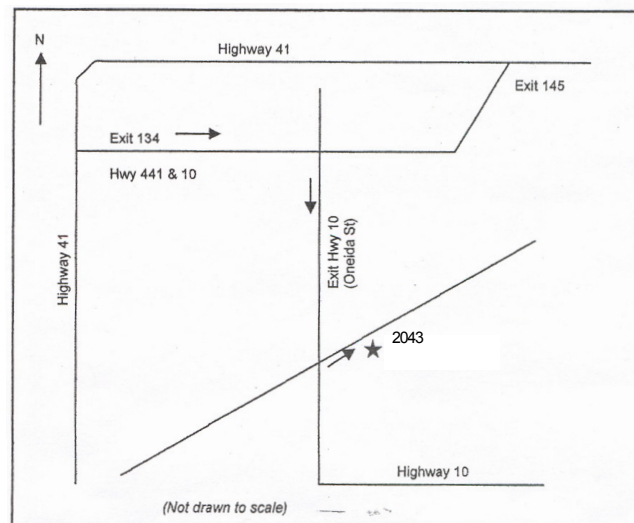 N
Highway 41
Exit 145
Exit 134
Hwy 441 & 10
Highway 41
Exit Hwy 10
(Oneida St)
2043
Highway 10
(Not drawn to scale)